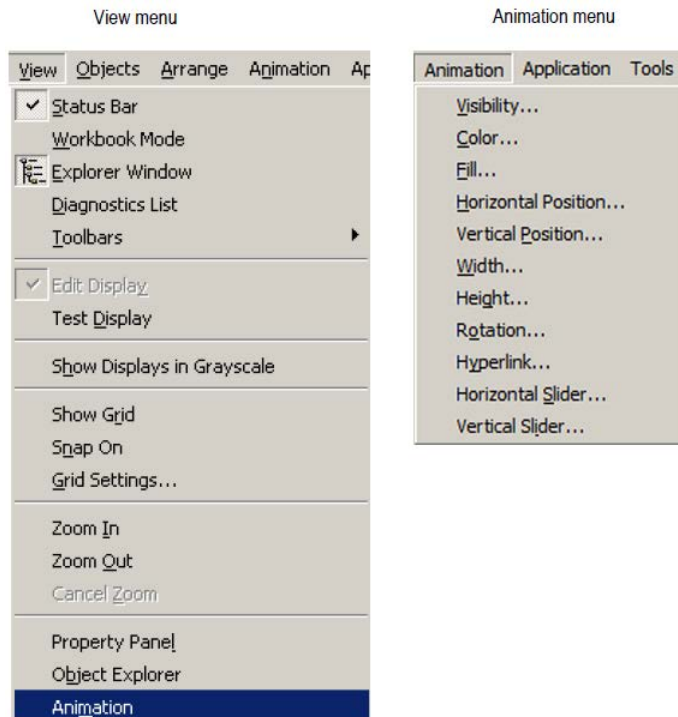 View menu
View Objects Arrange Animation Ap
Status Bar
Workbook Mode
Explorer Window
Diagnostics List
Toolbars
Edit Display
Test Display
Show Displays in Grayscale
Show Grid
Snap On
Grid Settings...
Zoom In
Zoom Out
Cancel Zoom
Property Panel
Object Explorer
Animation
Animation menu
Animation Application Tools
Visibility...
Color...
Fill...
Horizontal Position...
Vertical Position...
Width...
Height...
Rotation...
Hyperlink...
Horizontal Slider...
Vertical Slider...